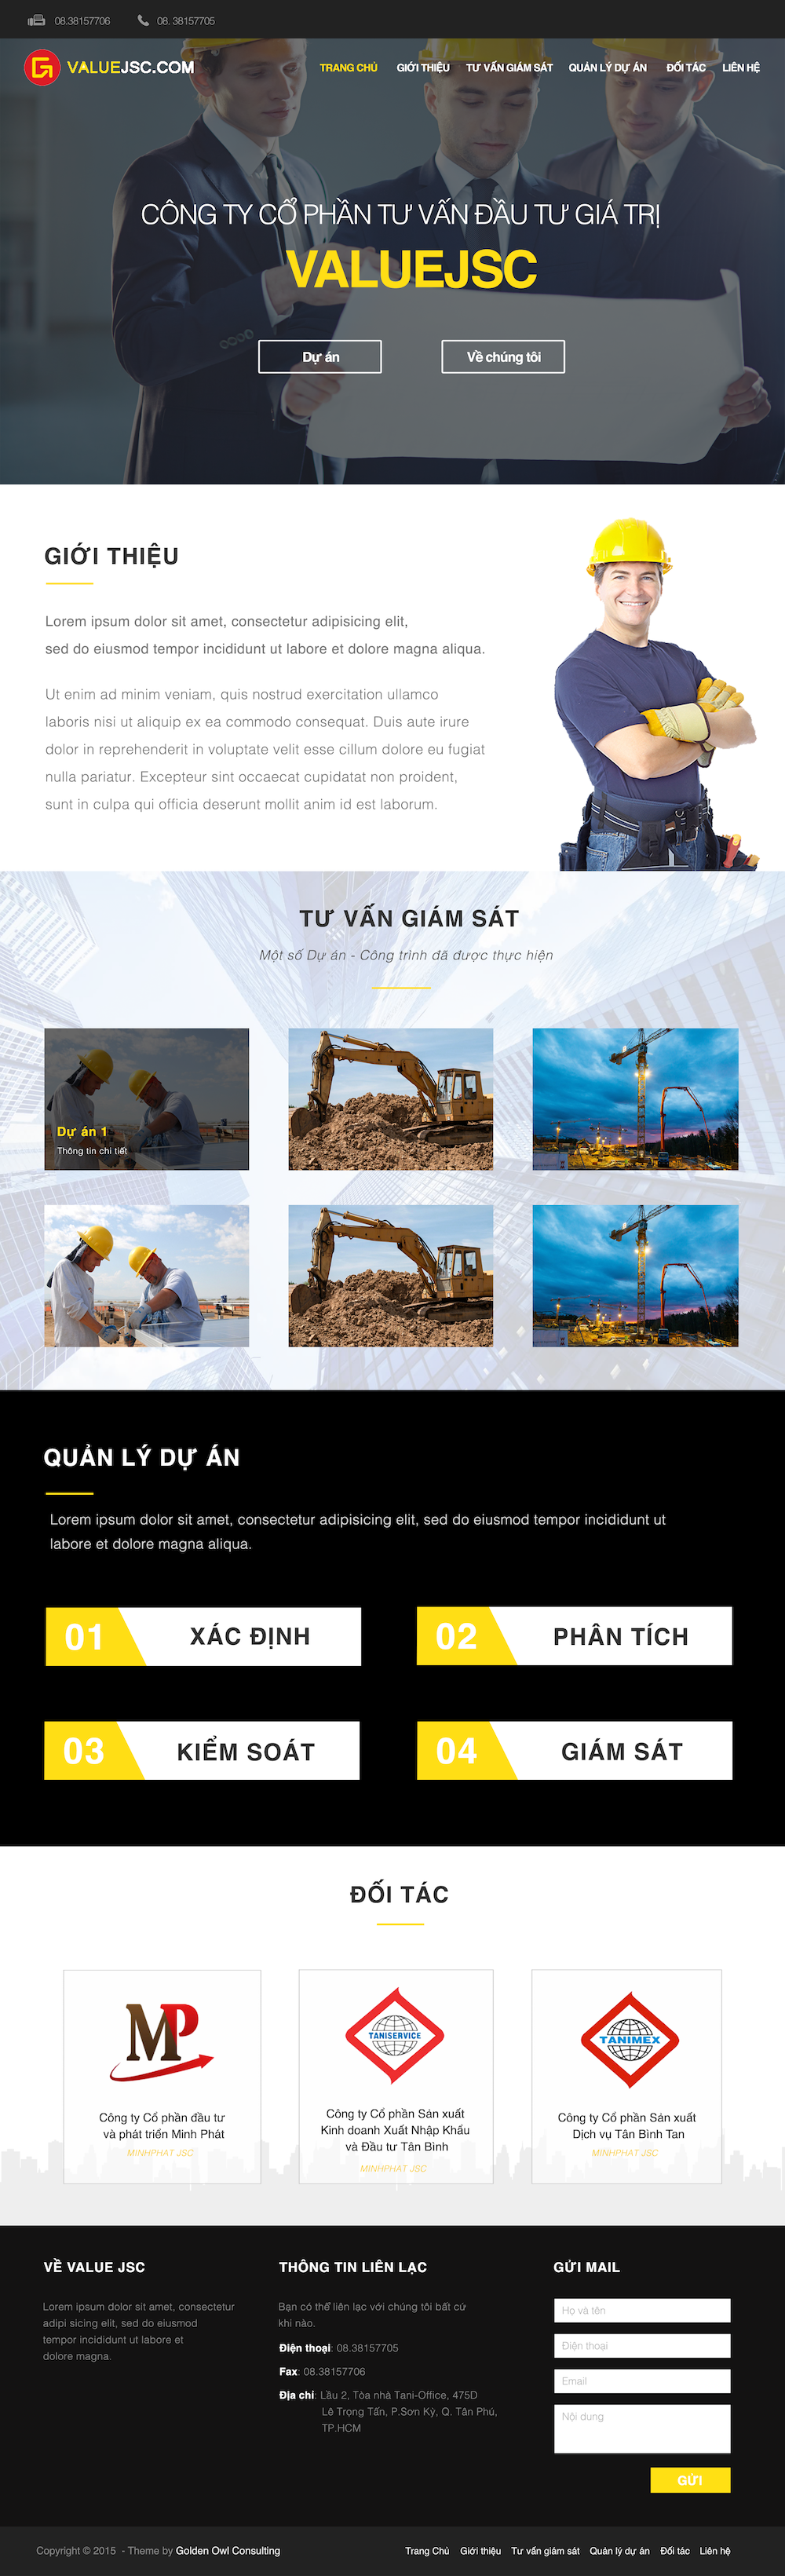 08.38157706 08. 38157705
VALUEJSC.COM
TRANG CHỦ GIỚI THIỆU TƯ VẤN GIÁM SÁT QUẢN LÝ DỰ ÁN ĐỐI TÁC LIÊN HỆ
CÔNG TY CỔ PHẦN TƯ VẤN ĐẦU TƯ GIÁ TRỊ
VALUEJSC
Dự án Về chúng tôi
GIỚI THIỆU
Lorem ipsum dolor sit amet, consectetur adipisicing elit,
sed do eiusmod tempor incididunt ut labore et dolore magna aliqua.
Ut enim ad minim veniam, quis nostrud exercitation ullamco
laboris nisi ut aliquip ex ea commodo consequat. Duis aute irure
dolor in reprehenderit in voluptate velit esse cillum dolore eu fugiat
nulla pariatur. Excepteur sint occaecat cupidatat non proident,
sunt in culpa qui officia deserunt mollit anim id est laborum.
TƯ VẤN GIÁM SÁT
Một số Dự án - Công trình đã được thực hiện
Dự án 1
Thông tin chi tiết
QUẢN LÝ DỰ ÁN
Lorem ipsum dolor sit amet, consectetur adipisicing elit, sed do eiusmod tempor incididunt ut
labore et dolore magna aliqua.
01 XÁC ĐỊNH
02 PHÂN TÍCH
03 KIỂM SOÁT
04 GIÁM SÁT
ĐỐI TÁC
MP
Công ty Cổ phần đầu tư
và phát triển Minh Phát
MINHPHAT JSC
TANISERVICE
Công ty Cổ phần Sản xuất
Kinh doanh Xuất Nhập Khẩu
và Đầu tư Tân Bình
MINHPHAT JSC
TANIMEX
Công ty Cổ phần Sản xuất
Dịch vụ Tân Bình Tan
MINHPHAT JSC
VỀ VALUE JSC
Lorem ipsum dolor sit amet, consectetur
adipi sicing elit, sed do eiusmod
tempor incididunt ut labore et
dolore magna.
THÔNG TIN LIÊN LẠC
Bạn có thể liên lạc với chúng tôi bất cứ
khi nào.
Điện thoại: 08.38157705
Fax: 08.38157706
Địa chỉ: Lầu 2, Tòa nhà Tani-Office, 475D
Lê Trọng Tấn, P.Sơn Kỳ, Q. Tân Phú,
TP.HCM
GỬI MAIL
Họ và tên
Điện thoại
Email
Nội dung
GỬI
Copyright © 2015 - Theme by Golden Owl Consulting
Trang Chủ Giới thiệu Tư vấn giám sát Quản lý dự án Đối tác Liên hệ